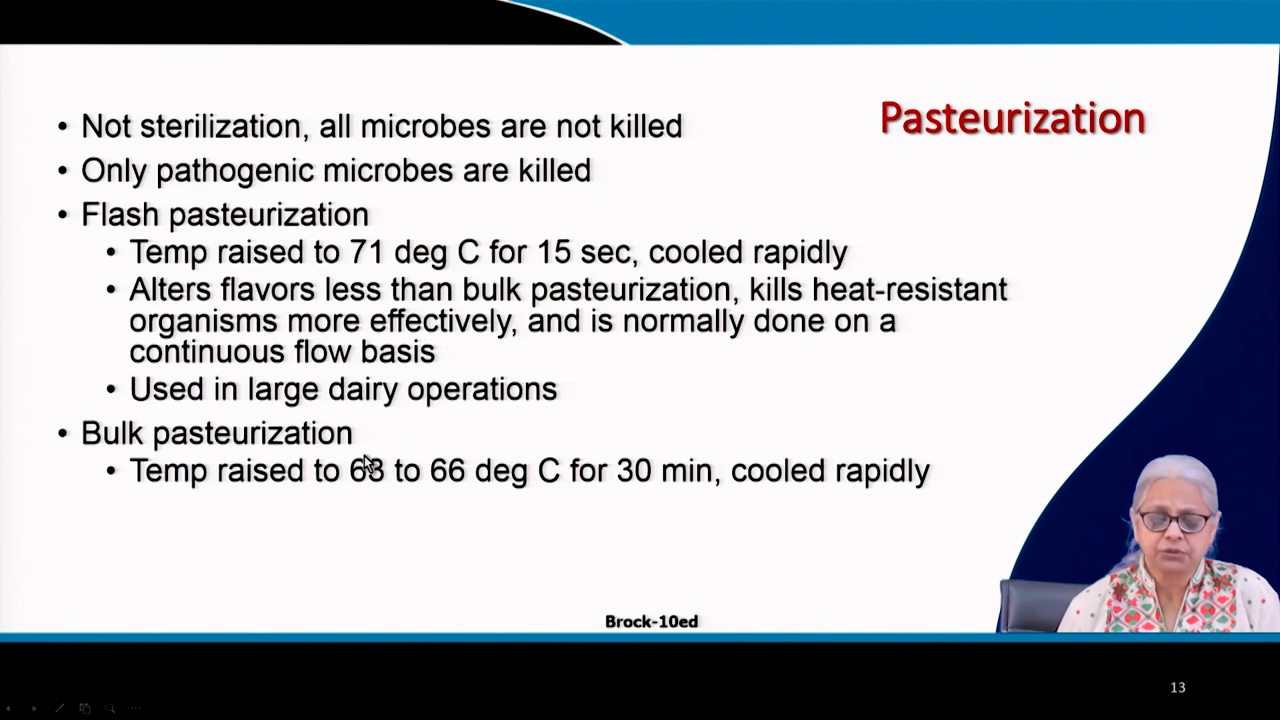 Pasteurization
• Not sterilization, all microbes are not killed
• Only pathogenic microbes are killed
• Flash pasteurization
• Temp raised to 71 deg C for 15 sec, cooled rapidly
• Alters flavors less than bulk pasteurization, kills heat-resistant
organisms more effectively, and is normally done on a
continuous flow basis
• Used in large dairy operations
• Bulk pasteurization
• Temp raised to 63 to 66 deg C for 30 min, cooled rapidly
Brock-10ed
13